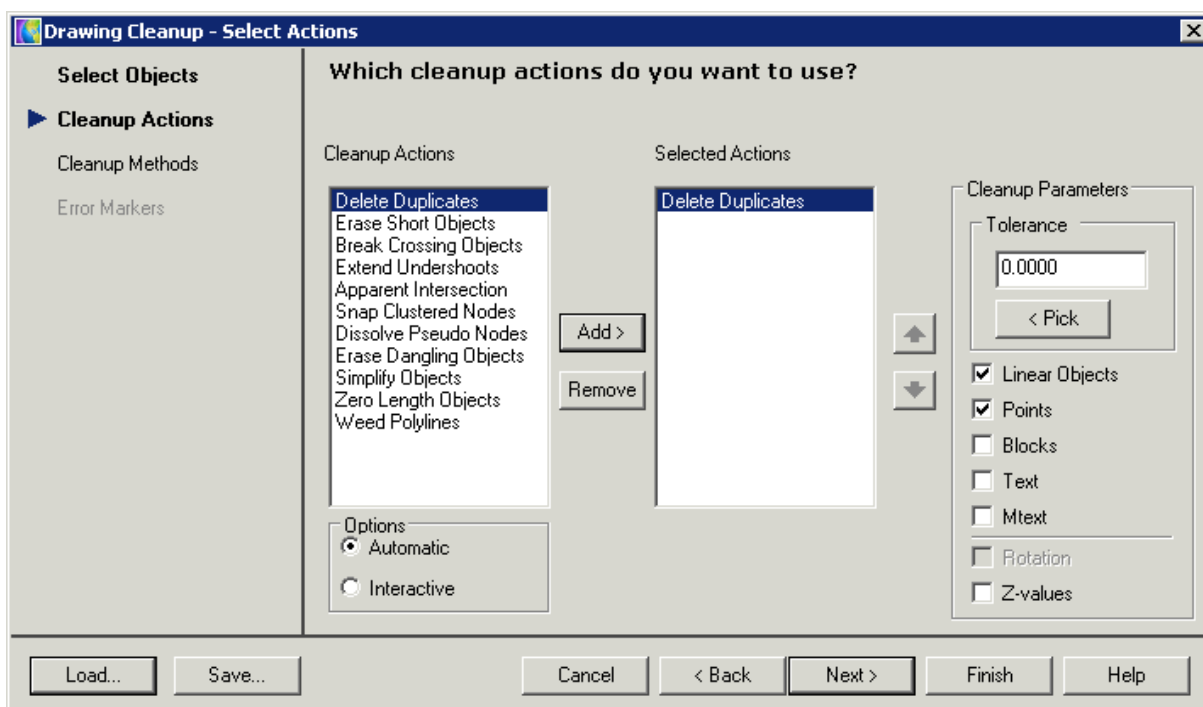 Drawing Cleanup - Select Actions
Select Objects
Cleanup Actions
Cleanup Methods
Error Markers
Which cleanup actions do you want to use?
Cleanup Actions
Delete Duplicates
Erase Short Objects
Break Crossing Objects
Extend Undershoots
Apparent Intersection
Snap Clustered Nodes
Dissolve Pseudo Nodes
Erase Dangling Objects
Simplify Objects
Zero Length Objects
Weed Polylines
Options
Automatic
Interactive
Add >
Remove
Selected Actions
Delete Duplicates
Cleanup Parameters
Tolerance
0.0000
< Pick
Linear Objects
Points
Blocks
Text
Mtext
Rotation
Z-values
Load...
Save...
Cancel
< Back
Next >
Finish
Help